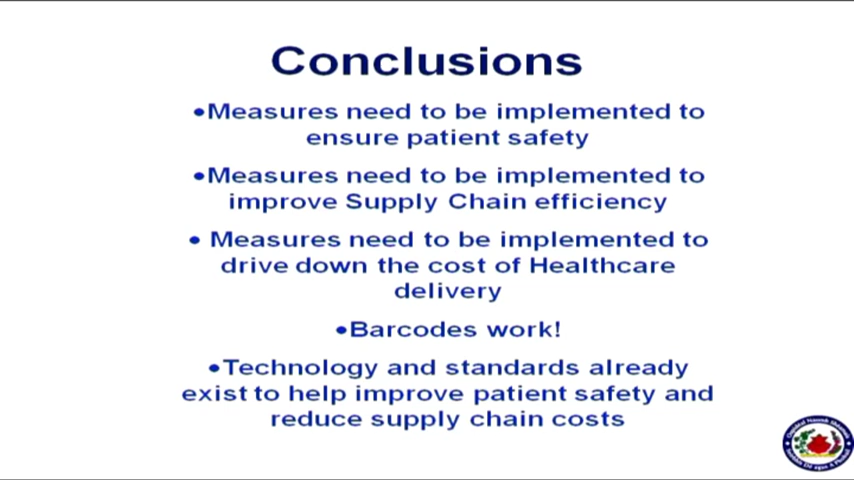 Conclusions
•Measures need to be implemented to
ensure patient safety
•Measures need to be implemented to
improve Supply Chain efficiency
• Measures need to be implemented to
drive down the cost of Healthcare
delivery
•Barcodes work!
•Technology and standards already
exist to help improve patient safety and
reduce supply chain costs